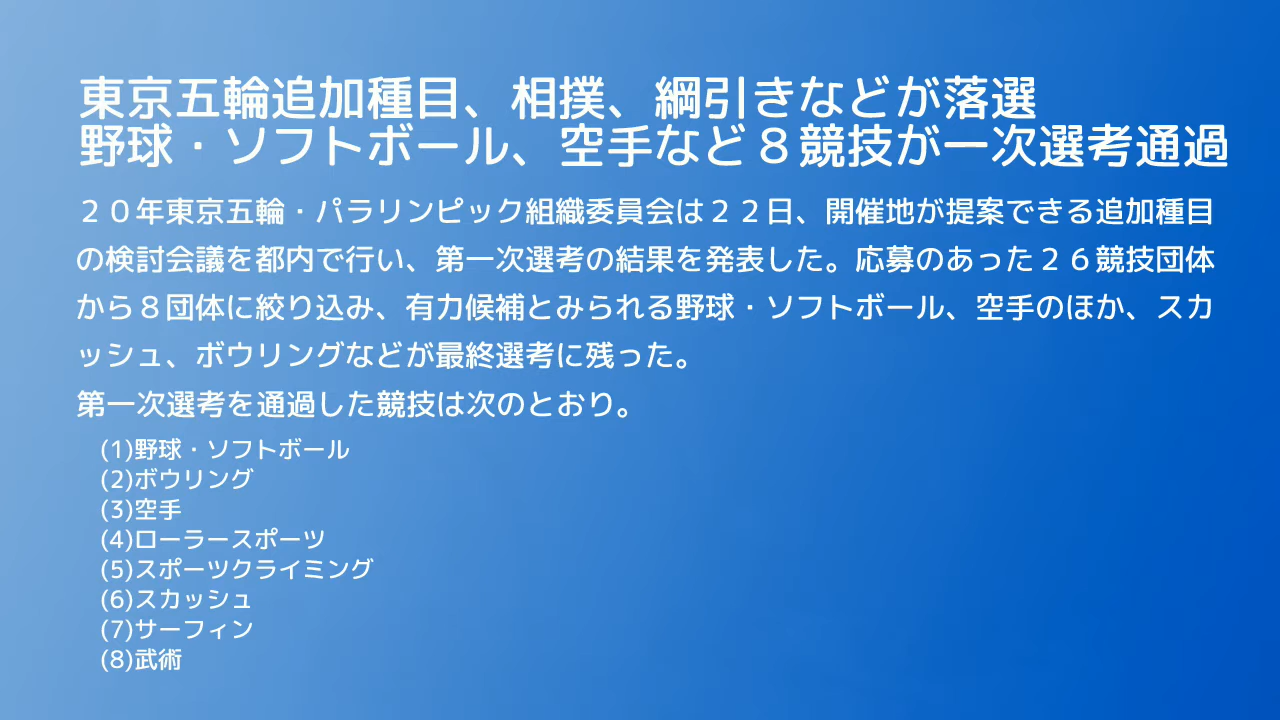 東京五輪追加種目、相撲、綱引きなどが落選
野球・ソフトボール、空手など８競技が一次選考通過
２０年東京五輪・パラリンピック組織委員会は２２日、開催地が提案できる追加種目
の検討会議を都内で行い、第一次選考の結果を発表した。応募のあった２６競技団体
から８団体に絞り込み、有力候補とみられる野球・ソフトボール、空手のほか、スカ
ッシュ、ボウリングなどが最終選考に残った。
第一次選考を通過した競技は次のとおり。
(1)野球・ソフトボール
(2)ボウリング
(3)空手
(4)ローラースポーツ
(5)スポーツクライミング
(6)スカッシュ
(7)サーフィン
(8)武術